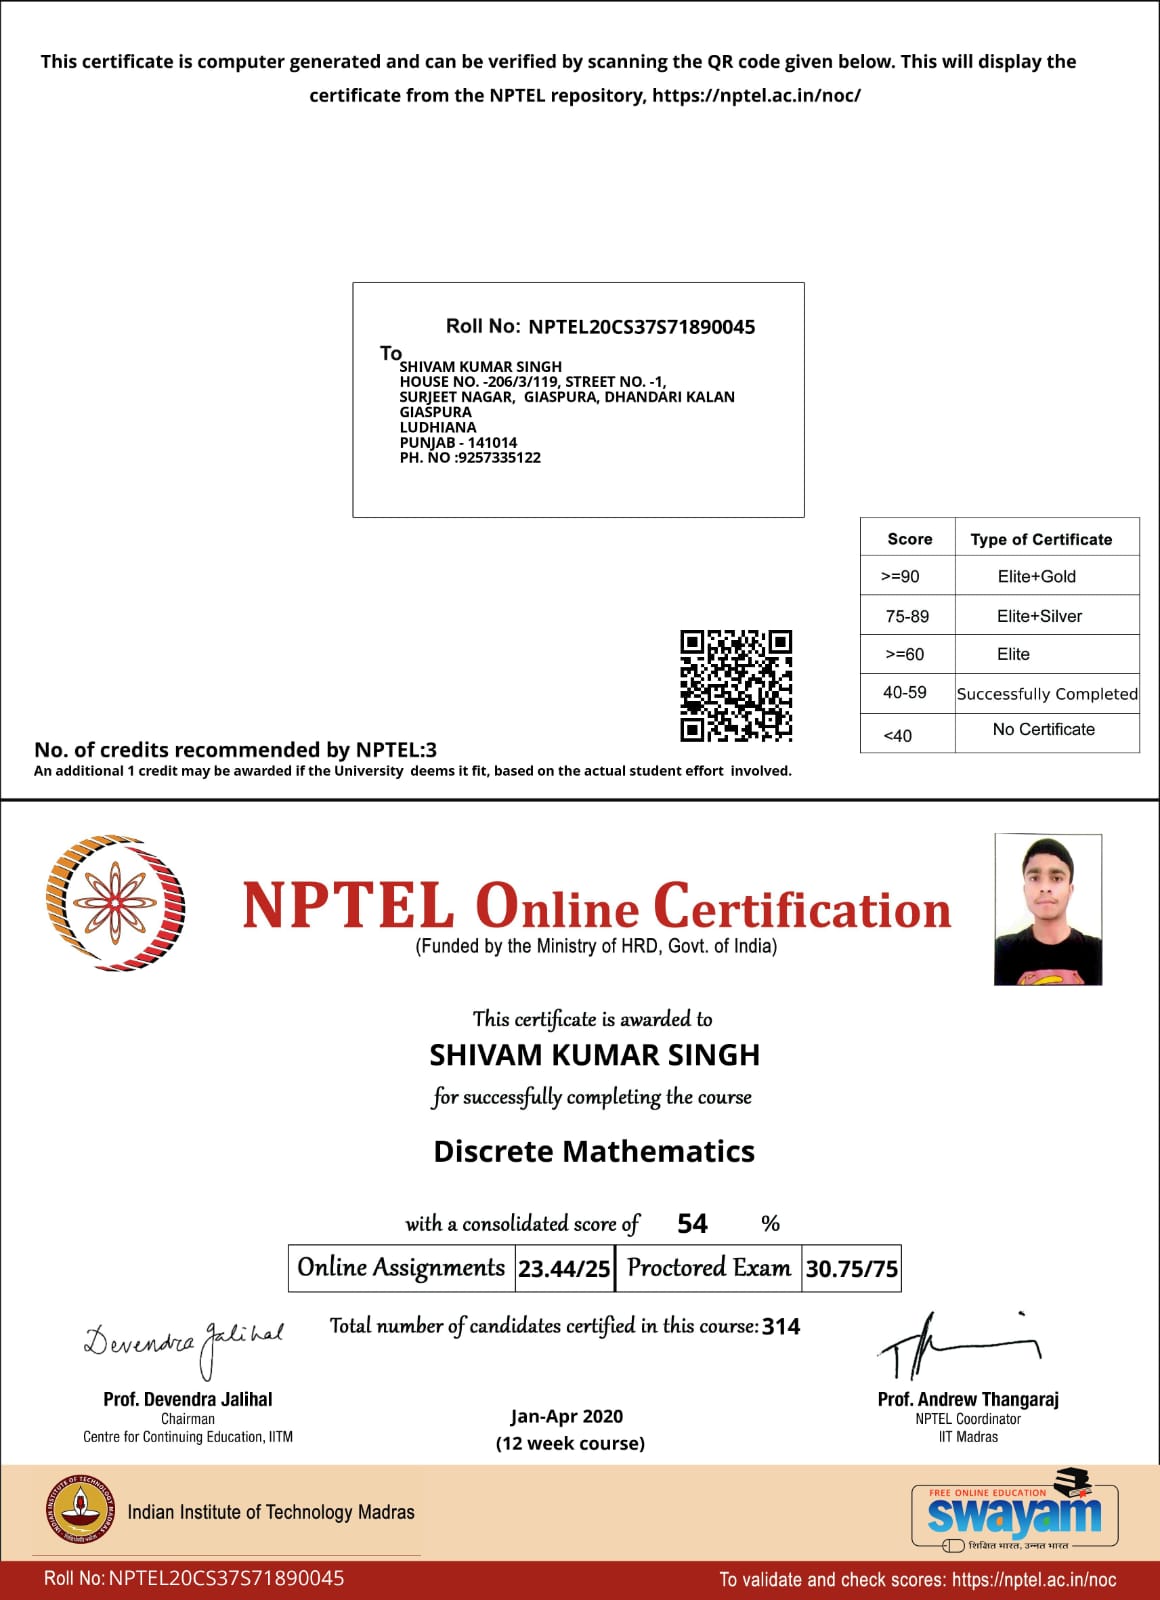 This certificate is computer generated and can be verified by scanning the QR code given below. This will display the
certificate from the NPTEL repository, https://nptel.ac.in/noc/
Roll No: NPTEL20CS37S71890045
To
SHIVAM KUMAR SINGH
HOUSE NO. -206/3/119, STREET NO. -1,
SURJEET NAGAR, GIASPURA, DHANDARI KALAN
GIASPURA
LUDHIANA
PUNJAB - 141014
PH. NO :9257335122
Score Type of Certificate
>=90 Elite+Gold
75-89 Elite+Silver
>=60 Elite
40-59 Successfully Completed
<40 No Certificate
No. of credits recommended by NPTEL:3
An additional 1 credit may be awarded if the University deems it fit, based on the actual student effort involved.
NPTEL Online Certification
(Funded by the Ministry of HRD, Govt. of India)
This certificate is awarded to
SHIVAM KUMAR SINGH
for successfully completing the course
Discrete Mathematics
with a consolidated score of 54 %
Online Assignments 23.44/25 Proctored Exam 30.75/75
Total number of candidates certified in this course: 314
Devendra Jalihal
Prof. Devendra Jalihal
Chairman
Centre for Continuing Education, IITM
Jan-Apr 2020
(12 week course)
Prof. Andrew Thangaraj
NPTEL Coordinator
IIT Madras
INDIAN INSTITUTE OF TECHNOLOGY MADRAS
Indian Institute of Technology Madras
FREE ONLINE EDUCATION
swayam
शिक्षित भारत, उन्नत भारत
Roll No: NPTEL20CS37S71890045
To validate and check scores: https://nptel.ac.in/noc